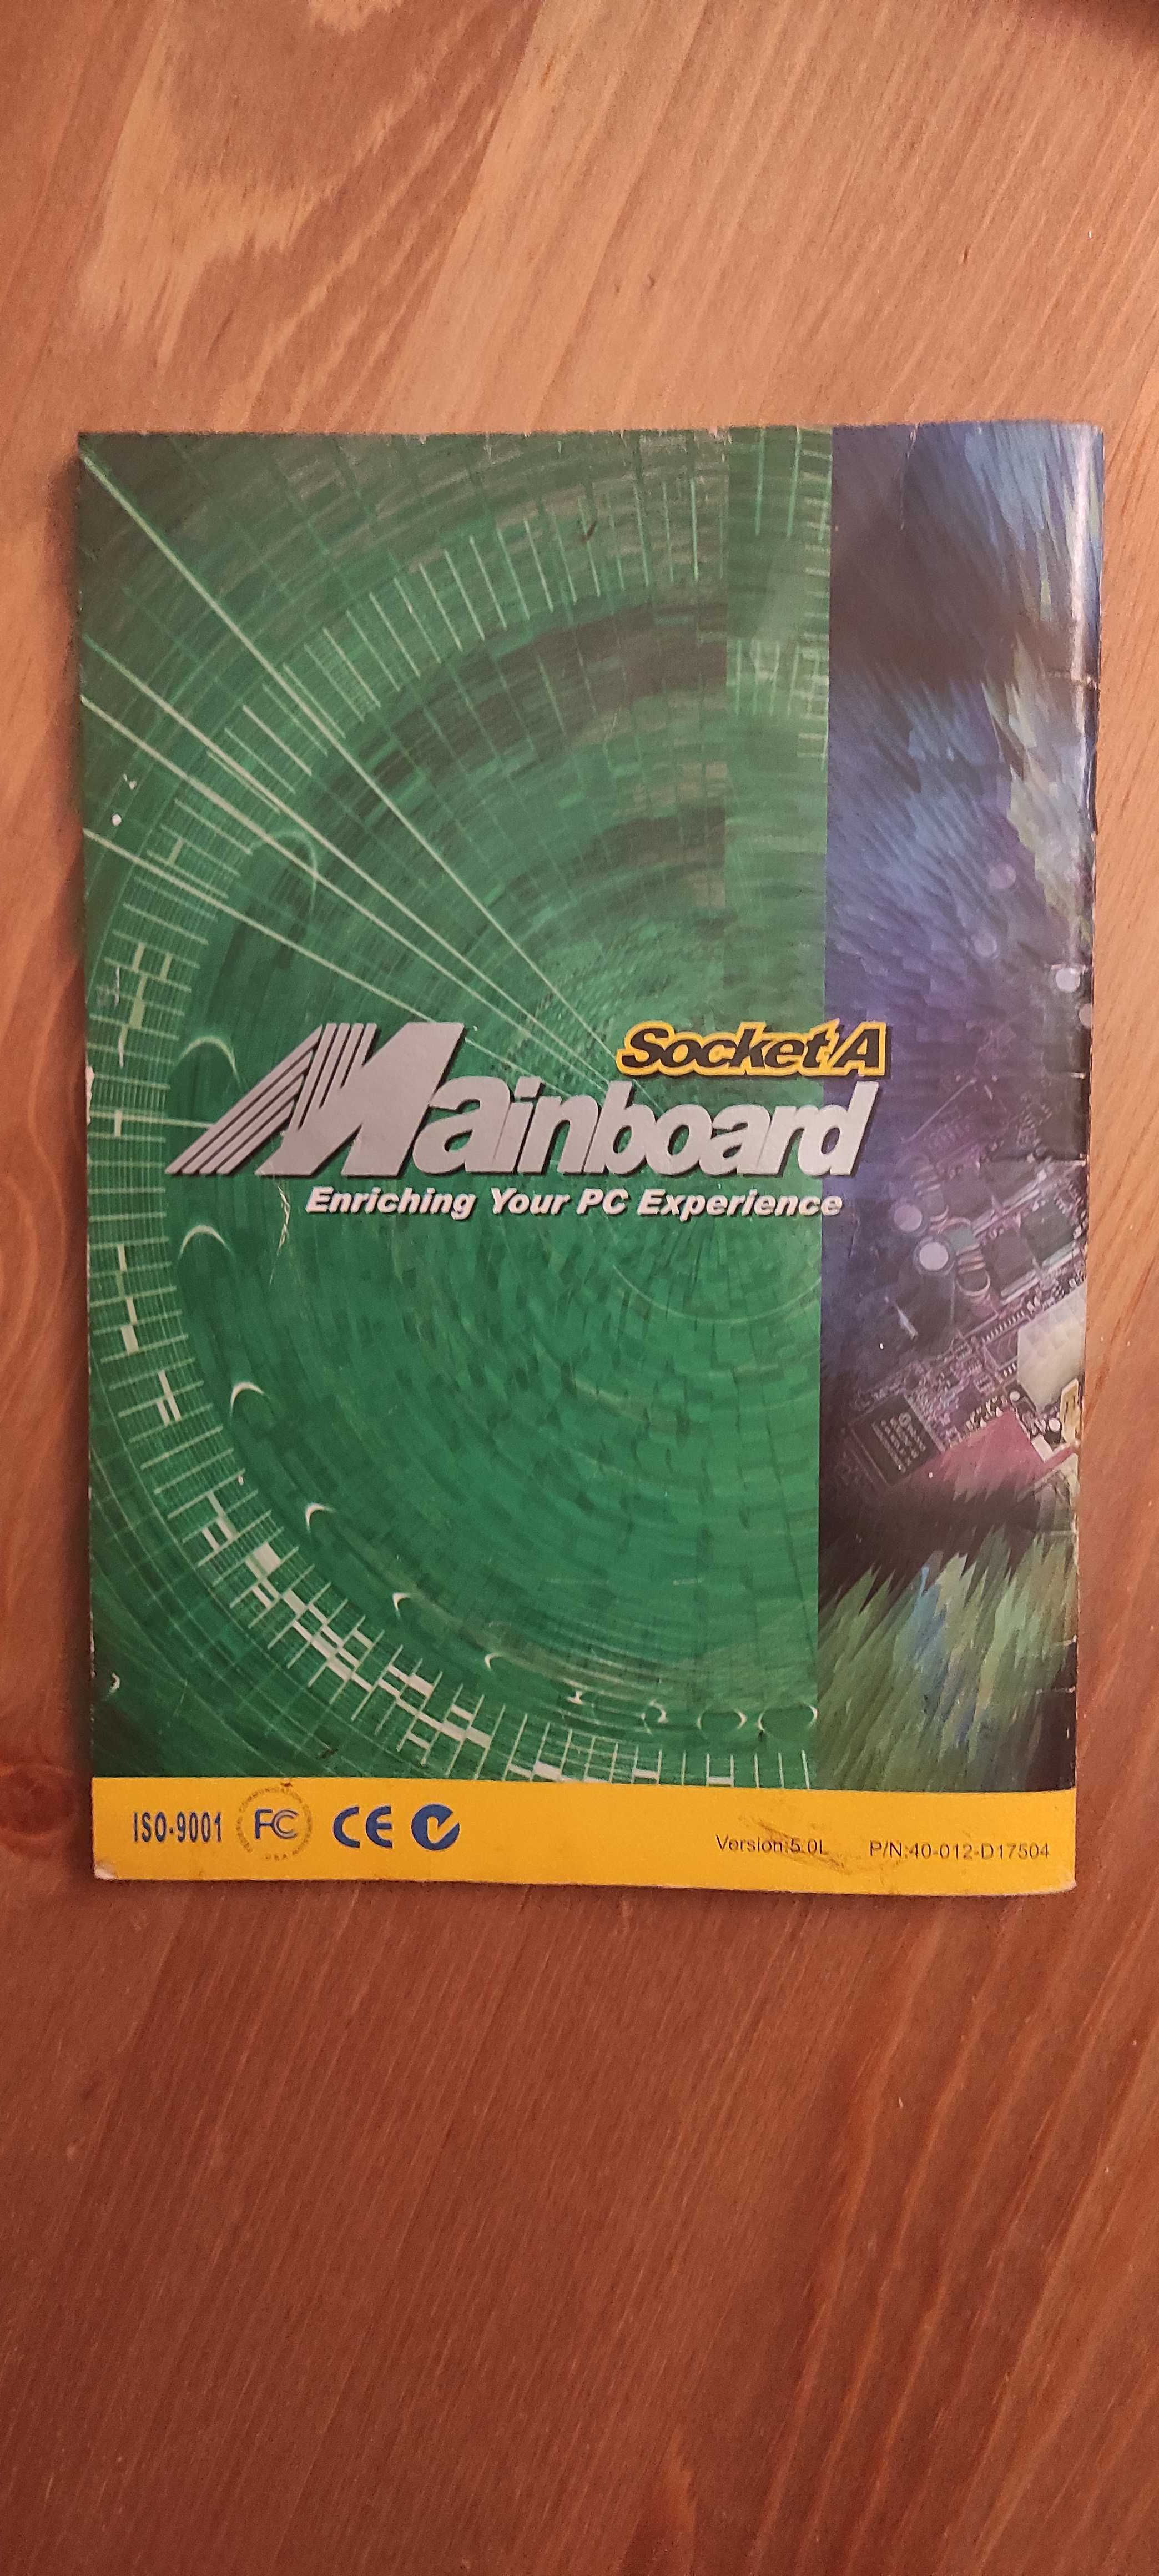 Socket A
Mainboard
Enriching Your PC Experience
ISO-9001 FC CE
Version:5.0L P/N:40-012-D17504